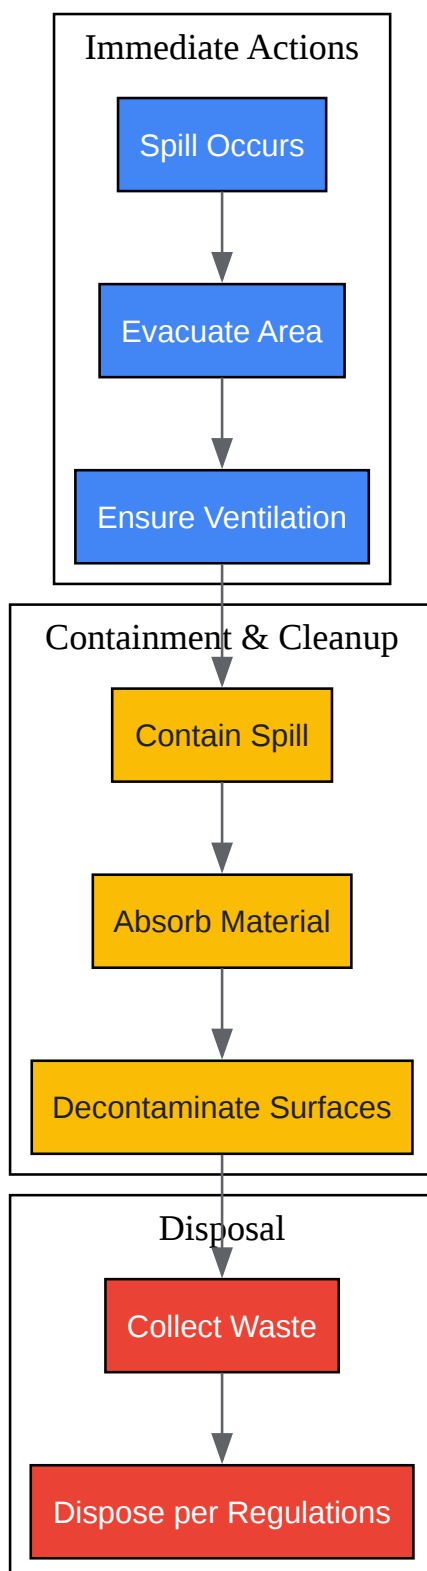 Immediate Actions
Spill Occurs
Evacuate Area
Ensure Ventilation
Containment & Cleanup
Contain Spill
Absorb Material
Decontaminate Surfaces
Disposal
Collect Waste
Dispose per Regulations